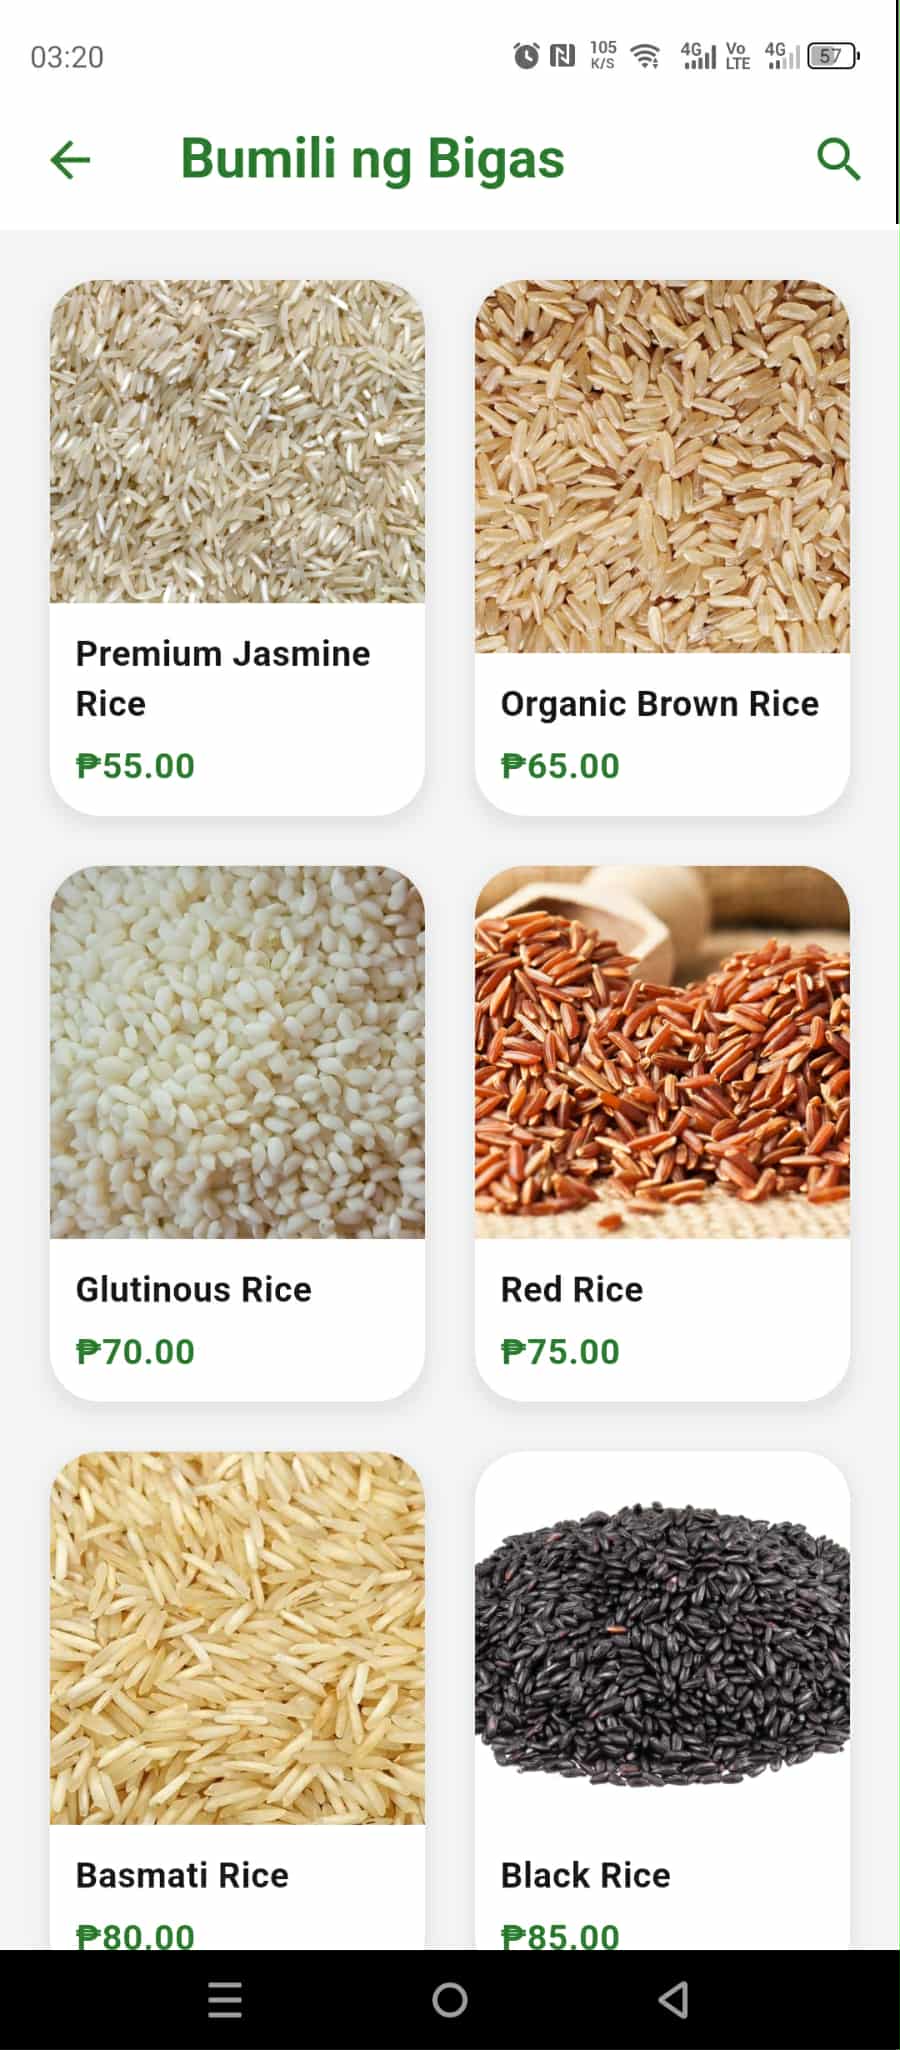 03:20
105
K/S
4G
Vo
LTE
4G
57
Bumili ng Bigas
Premium Jasmine
Rice
₱55.00
Organic Brown Rice
₱65.00
Glutinous Rice
₱70.00
Red Rice
₱75.00
Basmati Rice
₱80.00
Black Rice
₱85.00